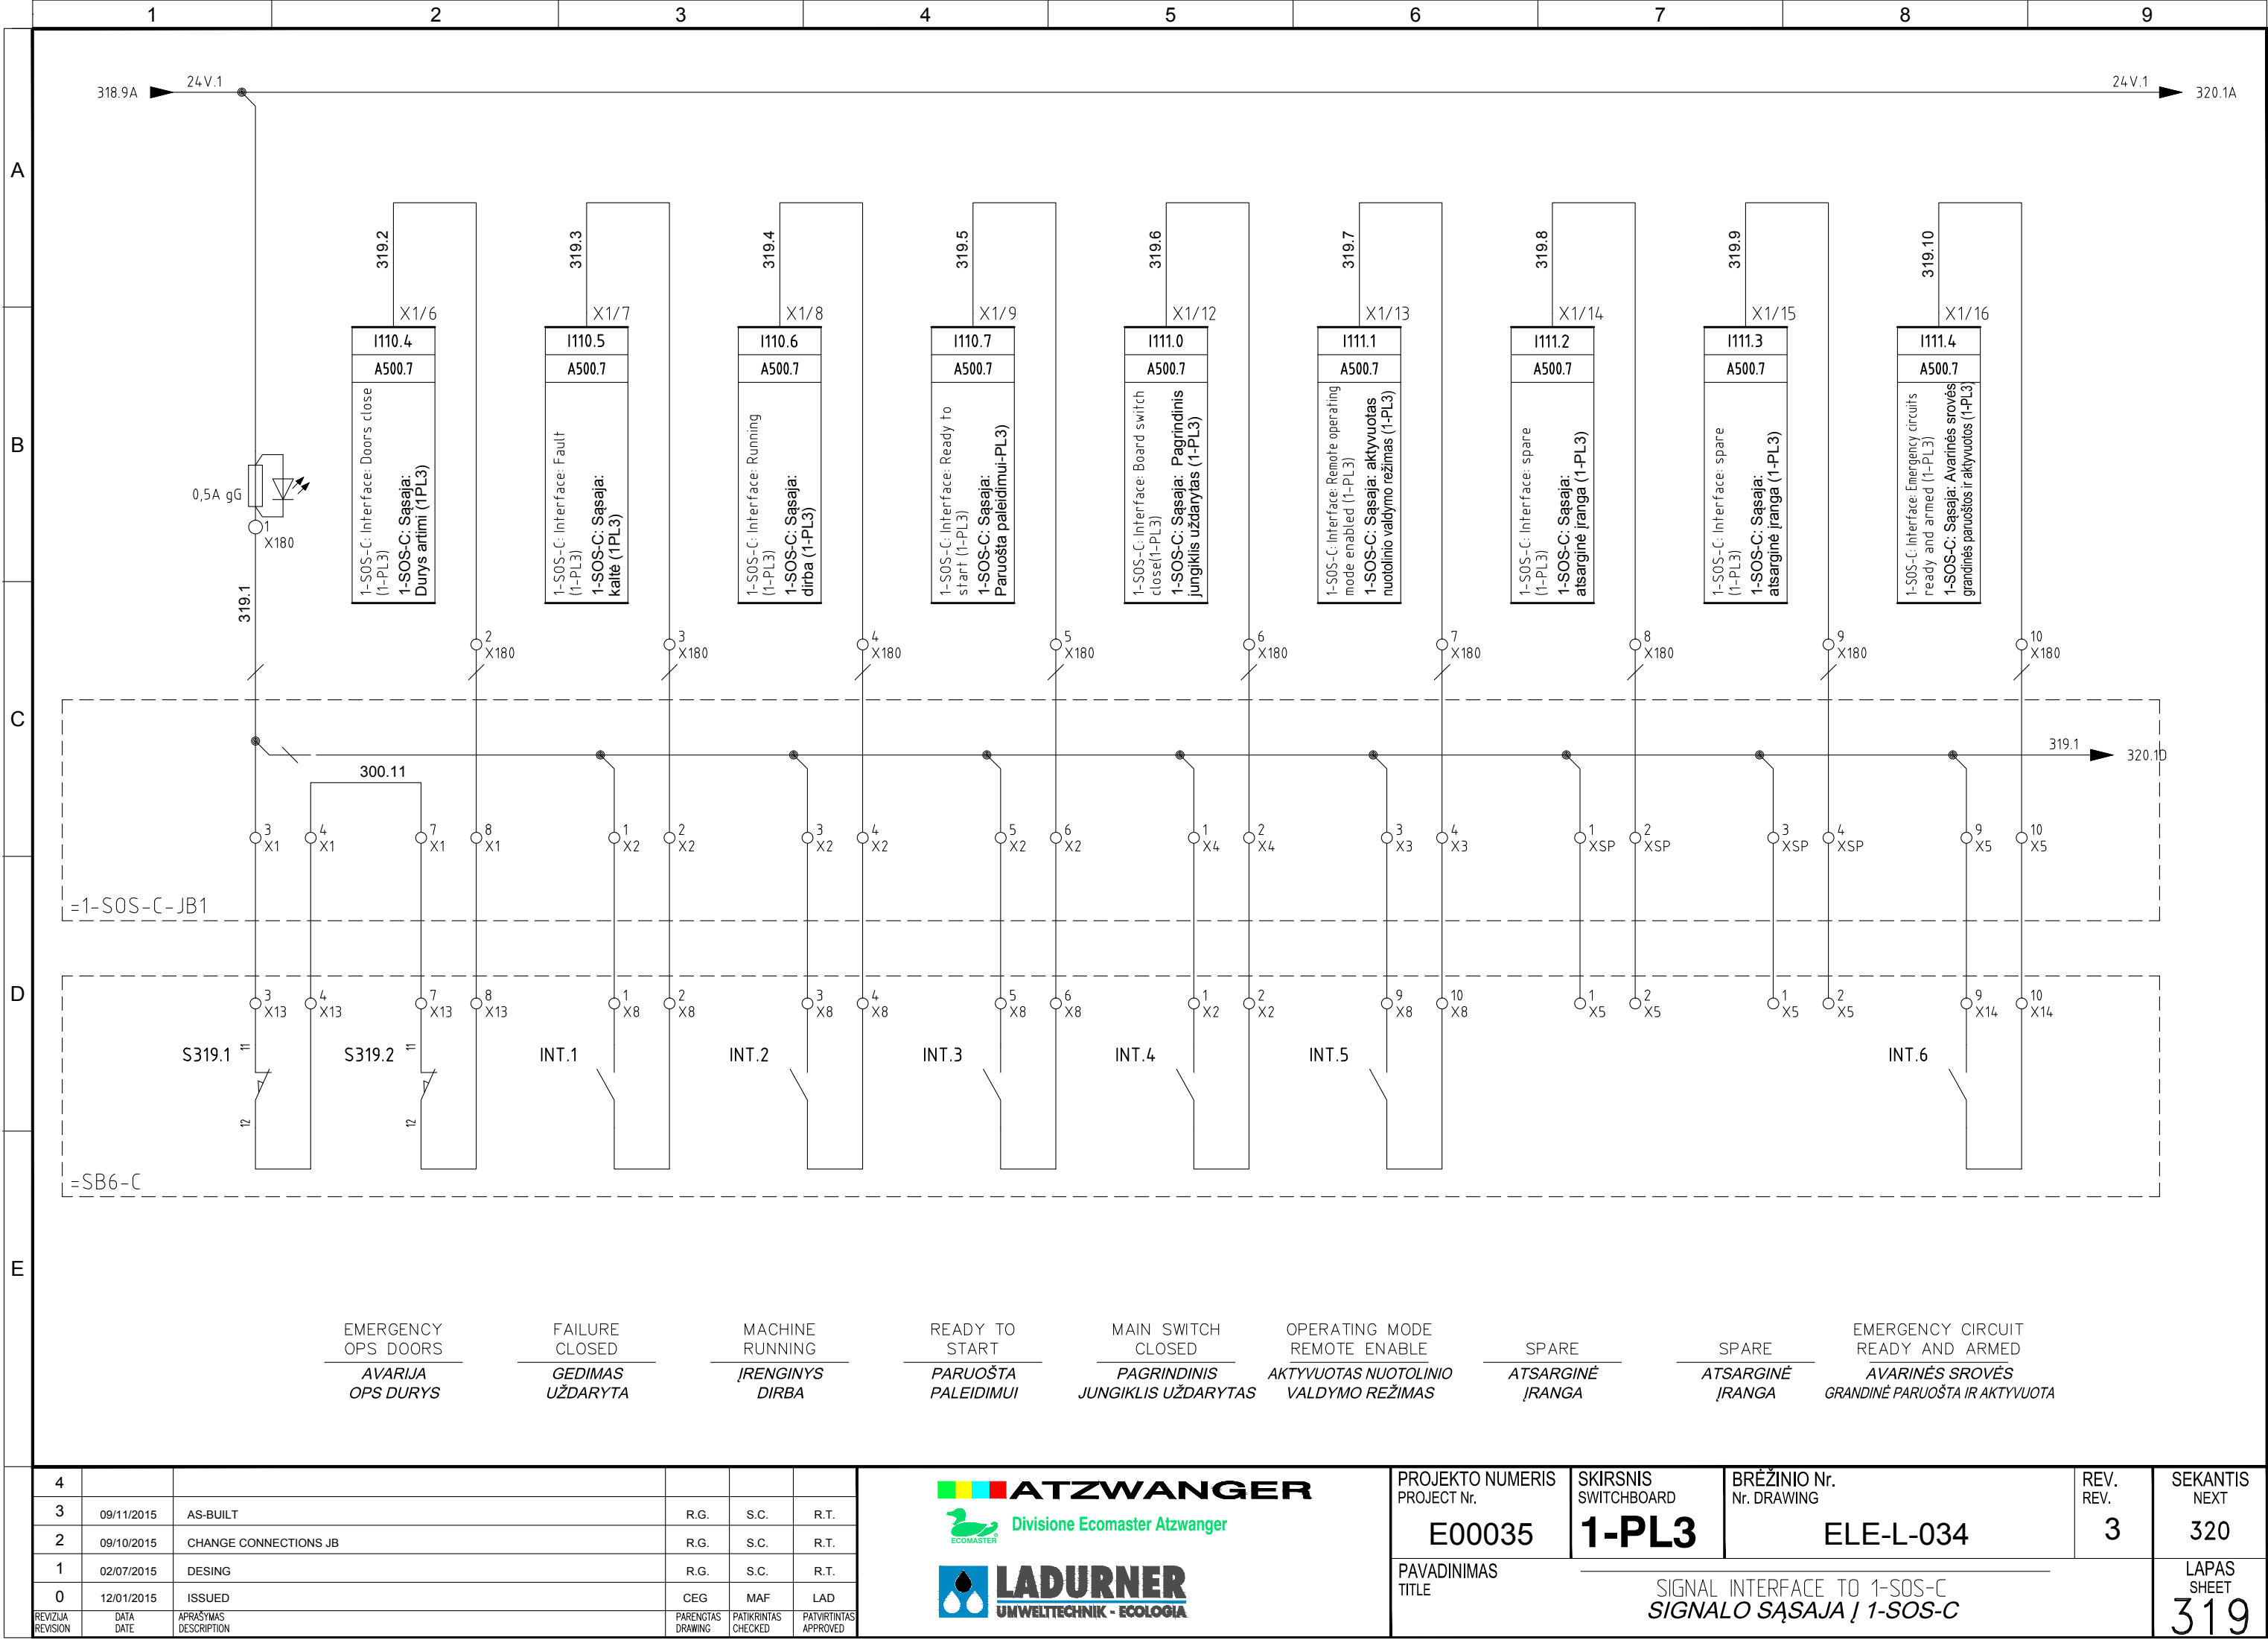 1 2 3 4 5 6 7 8 9
A
B
C
D
E
318.9A 24V.1 24V.1 320.1A
319.2 319.3 319.4 319.5 319.6 319.7 319.8 319.9 319.10
X1/6 X1/7 X1/8 X1/9 X1/12 X1/13 X1/14 X1/15 X1/16
I110.4 I110.5 I110.6 I110.7 I111.0 I111.1 I111.2 I111.3 I111.4
A500.7 A500.7 A500.7 A500.7 A500.7 A500.7 A500.7 A500.7 A500.7
1-SOS-C: Interface: Doors close
(1-PL3)
1-SOS-C: Sąsaja:
Durys artimi (1PL3)
1-SOS-C: Interface: Fault
(1-PL3)
1-SOS-C: Sąsaja:
kaltė (1PL3)
1-SOS-C: Interface: Running
(1-PL3)
1-SOS-C: Sąsaja:
dirba (1-PL3)
1-SOS-C: Interface: Ready to
start (1-PL3)
1-SOS-C: Sąsaja:
Paruošta paleidimui-PL3)
1-SOS-C: Interface: Board switch
close(1-PL3)
1-SOS-C: Sąsaja: Pagrindinis
jungiklis uždarytas (1-PL3)
1-SOS-C: Interface: Remote operating
mode enabled (1-PL3)
1-SOS-C: Sąsaja: aktyvuotas
nuotolinio valdymo režimas (1-PL3)
1-SOS-C: Interface: spare
(1-PL3)
1-SOS-C: Sąsaja:
atsarginė įranga (1-PL3)
1-SOS-C: Interface: spare
(1-PL3)
1-SOS-C: Sąsaja:
atsarginė įranga (1-PL3)
1-SOS-C: Interface: Emergency circuits
ready and armed (1-PL3)
1-SOS-C: Sąsaja: Avarinės srovės
grandinės paruoštos ir aktyvuotos (1-PL3)
0,5A gG
1
X180
319.1
2 3 4 5 6 7 8 9 10
X180 X180 X180 X180 X180 X180 X180 X180 X180
319.1 320.1D
300.11
3 4 7 8 1 2 3 4 5 6 1 2 3 4 1 2 3 4 9 10
X1 X1 X1 X1 X2 X2 X2 X2 X2 X2 X4 X4 X3 X3 XSP XSP XSP XSP X5 X5
=1-SOS-C-JB1
3 4 7 8 1 2 3 4 5 6 1 2 9 10 1 2 1 2 9 10
X13 X13 X13 X13 X8 X8 X8 X8 X8 X8 X2 X2 X8 X8 X5 X5 X5 X5 X14 X14
S319.1 11 S319.2 11 INT.1 INT.2 INT.3 INT.4 INT.5 INT.6
12 12
=SB6-C
EMERGENCY
OPS DOORS
AVARIJA
OPS DURYS
FAILURE
CLOSED
GEDIMAS
UŽDARYTA
MACHINE
RUNNING
ĮRENGINYS
DIRBA
READY TO
START
PARUOŠTA
PALEIDIMUI
MAIN SWITCH
CLOSED
PAGRINDINIS
JUNGIKLIS UŽDARYTAS
OPERATING MODE
REMOTE ENABLE
AKTYVUOTAS NUOTOLINIO
VALDYMO REŽIMAS
SPARE
ATSARGINĖ
ĮRANGA
SPARE
ATSARGINĖ
ĮRANGA
EMERGENCY CIRCUIT
READY AND ARMED
AVARINĖS SROVĖS
GRANDINĖ PARUOŠTA IR AKTYVUOTA
4
3 09/11/2015 AS-BUILT R.G. S.C. R.T.
2 09/10/2015 CHANGE CONNECTIONS JB R.G. S.C. R.T.
1 02/07/2015 DESING R.G. S.C. R.T.
0 12/01/2015 ISSUED CEG MAF LAD
REVIZIJA DATA APRAŠYMAS PARENGTAS PATIKRINTAS PATVIRTINTAS
REVISION DATE DESCRIPTION DRAWING CHECKED APPROVED
ATZWANGER
ECOMASTER
Divisione Ecomaster Atzwanger
LADURNER
UMWELTTECHNIK - ECOLOGIA
PROJEKTO NUMERIS
PROJECT Nr.
E00035
SKIRSNIS
SWITCHBOARD
1-PL3
BRĖŽINIO Nr.
Nr. DRAWING
ELE-L-034
REV.
REV.
3
SEKANTIS
NEXT
320
PAVADINIMAS
TITLE
SIGNAL INTERFACE TO 1-SOS-C
SIGNALO SĄSAJA Į 1-SOS-C
LAPAS
SHEET
319